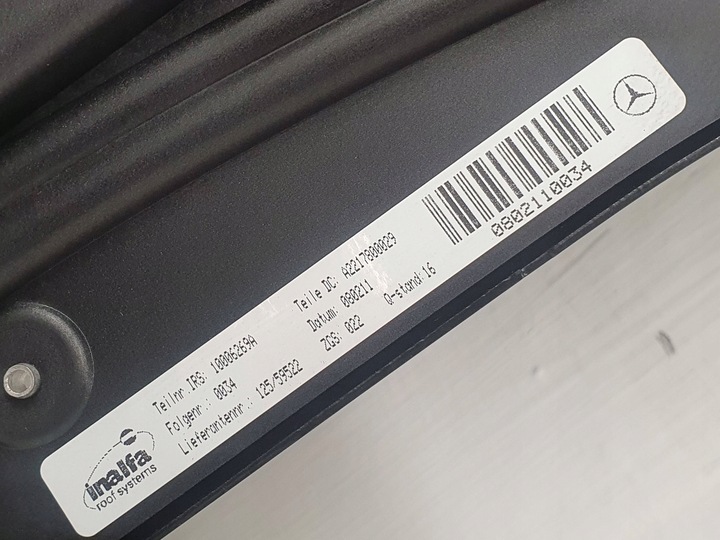 inalfa
roof systems
Teilnr.IRS: 10006269A
Folgenr.: 0034
Lieferantennr.: 125/59522
Teile DC: A2217800029
Datum: 080211
ZGS: 022
Q-stand:16
0802110034